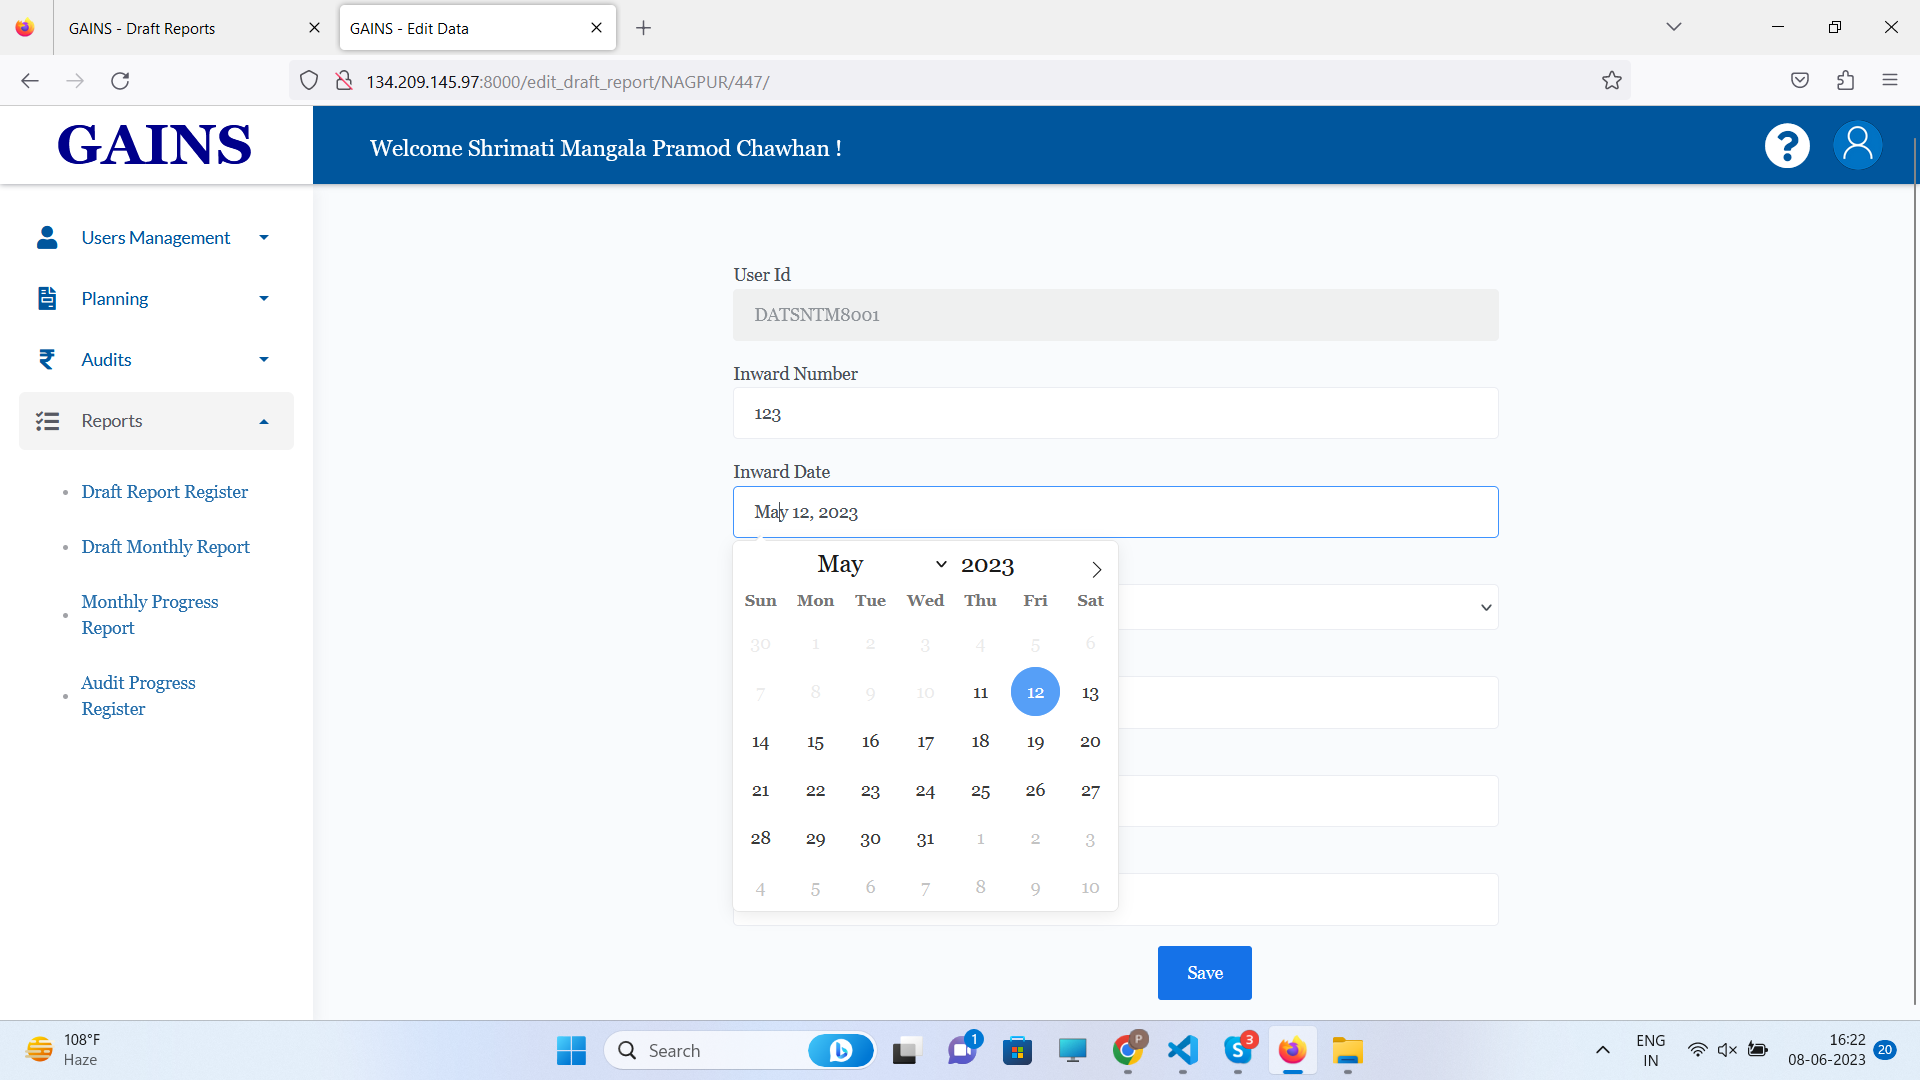 GAINS - Draft Reports
GAINS - Edit Data
134.209.145.97:8000/edit_draft_report/NAGPUR/447/
GAINS
Welcome Shrimati Mangala Pramod Chawhan !
?
Users Management
Planning
Audits
Reports
Draft Report Register
Draft Monthly Report
Monthly Progress
Report
Audit Progress
Register
User Id
DATSNTM8001
Inward Number
123
Inward Date
May 12, 2023
May 2023
Sun Mon Tue Wed Thu Fri Sat
30 1 2 3 4 5 6
7 8 9 10 11 12 13
14 15 16 17 18 19 20
21 22 23 24 25 26 27
28 29 30 31 1 2 3
4 5 6 7 8 9 10
Save
108°F
Haze
Search
1
P
3
ENG
IN
16:22
08-06-2023
20